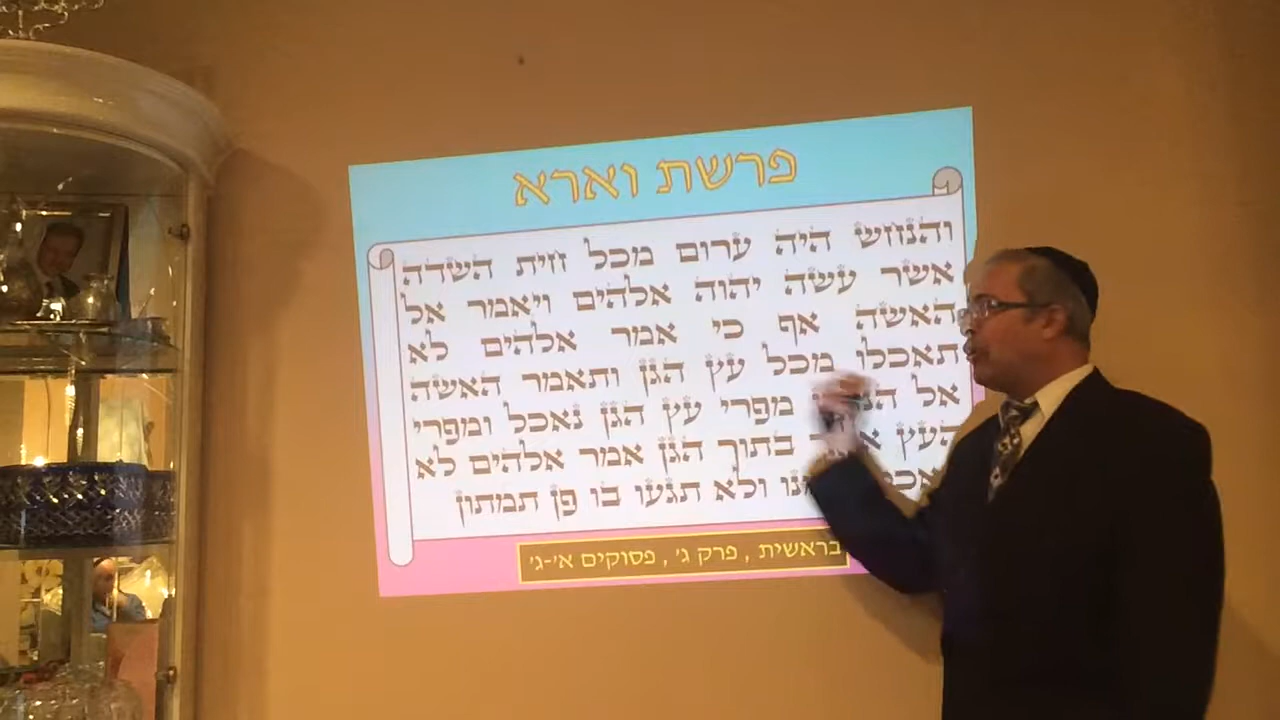 פרשת וארא
והנחש היה ערום מכל חית השדה
אשר עשה יהוה אלהים ויאמר אל
האשה אף כי אמר אלהים לא
תאכלו מכל עץ הגן ותאמר האשה
אל מפרי עץ הגן נאכל ומפרי
העץ בתוך הגן אמר אלהים לא
ולא תגעו בו פן תמתון
בראשית , פרק ג' , פסוקים א'-ג'